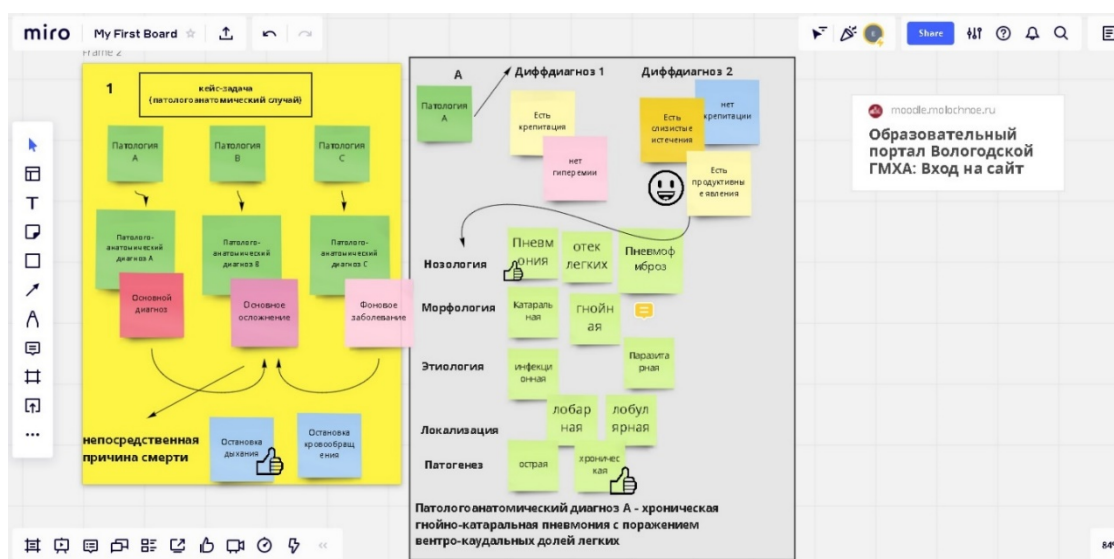 miro
My First Board
Share
Frame 2
1
кейс-задача
(патологоанатомический случай)
Патология
А
Патология
В
Патология
С
Патолого-
анатомический
диагноз А
Патолого-
анатомический
диагноз В
Патолого-
анатомический
диагноз С
Основной
диагноз
Основное
осложнение
Фоновое
заболевание
непосредственная
причина смерти
Остановка
дыхания
Остановка
кровообращ
ения
А
Диффдиагноз 1
Диффдиагноз 2
Патология
А
Есть
крепитация
нет
гиперемии
Есть
слизистые
истечения
нет
крепитации
Есть
продуктивны
е явления
Нозология
Пневм
ония
отек
легких
Пневмоф
иброз
Морфология
Катараль
ная
гнойн
ая
Этиология
инфекци
онная
Паразита
рная
Локализация
лобар
ная
лобул
ярная
Патогенез
острая
хроничес
кая
Патологоанатомический диагноз А - хроническая
гнойно-катаральная пневмония с поражением
вентро-каудальных долей легких
moodle.molochnoe.ru
Образовательный
портал Вологодской
ГМХА: Вход на сайт